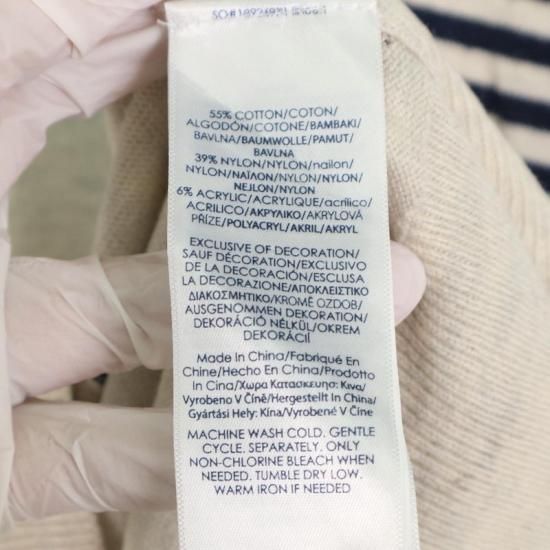 55% COTTON/COTON/
ALGODÓN/COTONE/BAMBAKI/
BAVLNA/BAUMWOLLE/PAMUT/
BAVLNA
39% NYLON/NYLON/nailon/
NYLON/ΝΑΪΛΟΝ/NYLON/NYLON/
NEJLON/NYLON
6% ACRYLIC/ACRYLIQUE/acrílico/
ACRILICO/ΑΚΡΥΛΙΚΟ/AKRYLOVÁ
PŘÍZE/POLYACRYL/AKRIL/AKRYL
EXCLUSIVE OF DECORATION/
SAUF DÉCORATION/EXCLUSIVO
DE LA DECORACIÓN/ESCLUSA
LA DECORAZIONE/ΑΠΟΚΛΕΙΣΤΙΚΟ
ΔΙΑΚΟΣΜΗΤΙΚΟ/KROMĚ OZDOB/
AUSGENOMMEN DEKORATION/
DEKORÁCIÓ NÉLKÜL/OKREM
DEKORÁCIÍ
Made In China/Fabriqué En
Chine/Hecho En China/Prodotto
In Cina/Χωρα Κατασκευησ: Κινα/
Vyrobeno V Číně/Hergestellt In China/
Gyártási Hely: Kína/Vyrobené V Číne
MACHINE WASH COLD. GENTLE
CYCLE. SEPARATELY. ONLY
NON-CHLORINE BLEACH WHEN
NEEDED. TUMBLE DRY LOW.
WARM IRON IF NEEDED